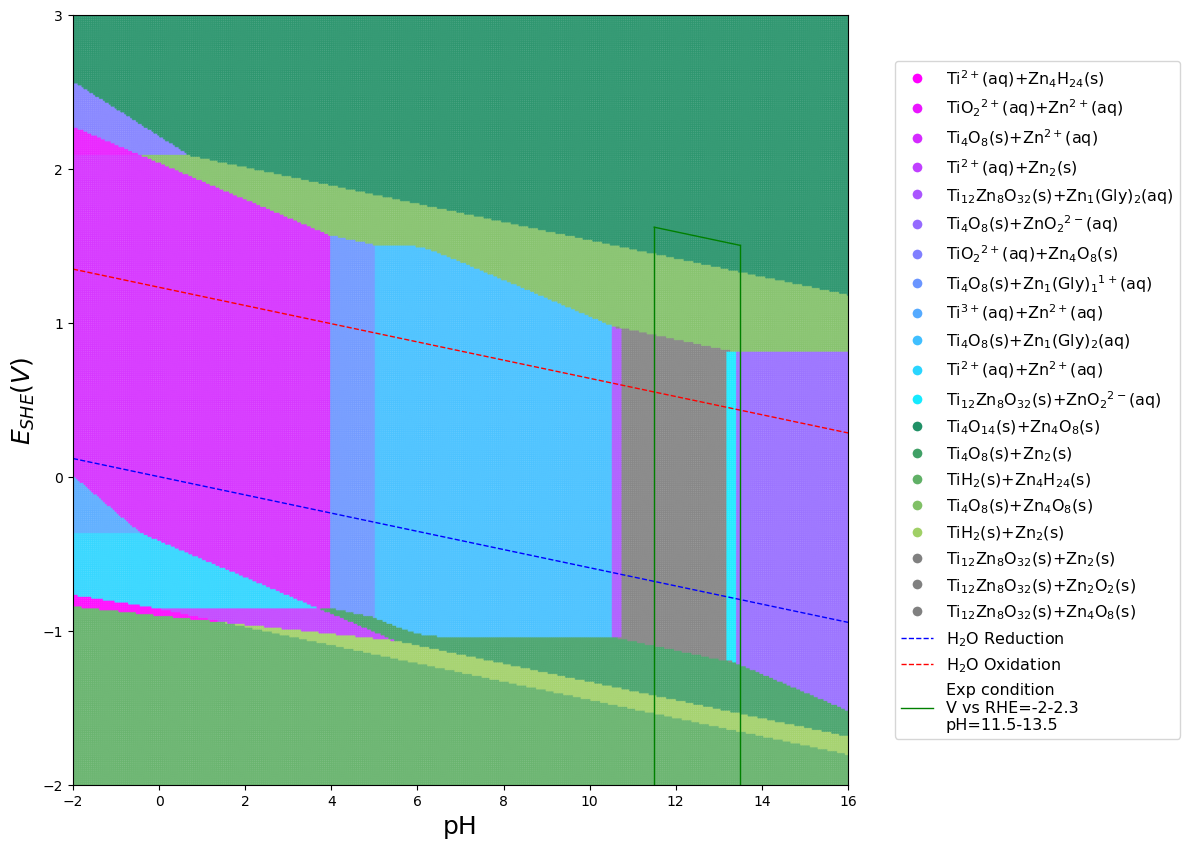 3
2
1
0
−1
−2
−2
0
2
4
6
8
10
12
14
16
E_SHE(V)
pH
Ti²⁺(aq)+Zn₄H₂₄(s)
TiO₂²⁺(aq)+Zn²⁺(aq)
Ti₄O₈(s)+Zn²⁺(aq)
Ti²⁺(aq)+Zn₂(s)
Ti₁₂Zn₈O₃₂(s)+Zn₁(Gly)₂(aq)
Ti₄O₈(s)+ZnO₂²⁻(aq)
TiO₂²⁺(aq)+Zn₄O₈(s)
Ti₄O₈(s)+Zn₁(Gly)₁¹⁺(aq)
Ti³⁺(aq)+Zn²⁺(aq)
Ti₄O₈(s)+Zn₁(Gly)₂(aq)
Ti²⁺(aq)+Zn²⁺(aq)
Ti₁₂Zn₈O₃₂(s)+ZnO₂²⁻(aq)
Ti₄O₁₄(s)+Zn₄O₈(s)
Ti₄O₈(s)+Zn₂(s)
TiH₂(s)+Zn₄H₂₄(s)
Ti₄O₈(s)+Zn₄O₈(s)
TiH₂(s)+Zn₂(s)
Ti₁₂Zn₈O₃₂(s)+Zn₂(s)
Ti₁₂Zn₈O₃₂(s)+Zn₂O₂(s)
Ti₁₂Zn₈O₃₂(s)+Zn₄O₈(s)
H₂O Reduction
H₂O Oxidation
Exp condition
V vs RHE=-2-2.3
pH=11.5-13.5